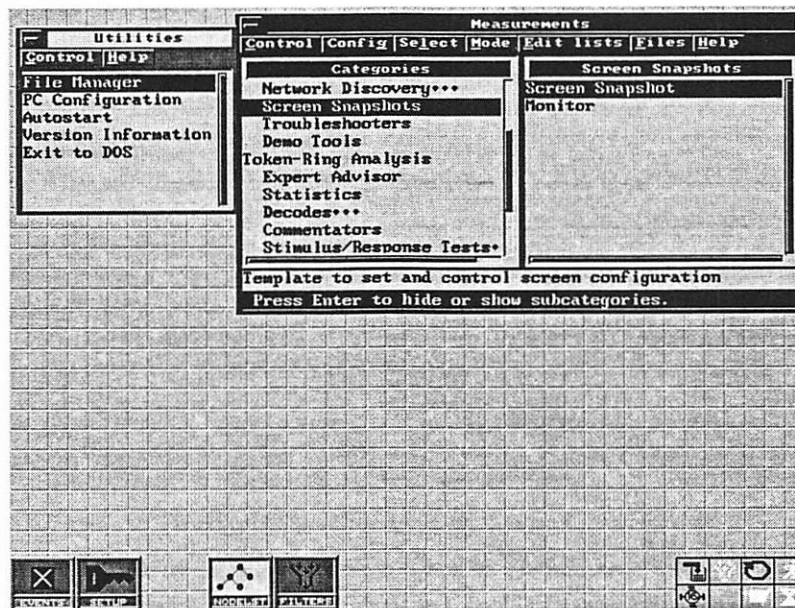 Utilities
Control Help
File Manager
PC Configuration
Autostart
Version Information
Exit to DOS
Measurements
Control Config Select Mode Edit lists Files Help
Categories
Network Discovery•••
Screen Snapshots
Troubleshooters
Demo Tools
Token-Ring Analysis
Expert Advisor
Statistics
Decodes•••
Commentators
Stimulus/Response Tests•
Screen Snapshots
Screen Snapshot
Monitor
Template to set and control screen configuration
Press Enter to hide or show subcategories.
EVENTS
SETUP
NODELST
FILTERS